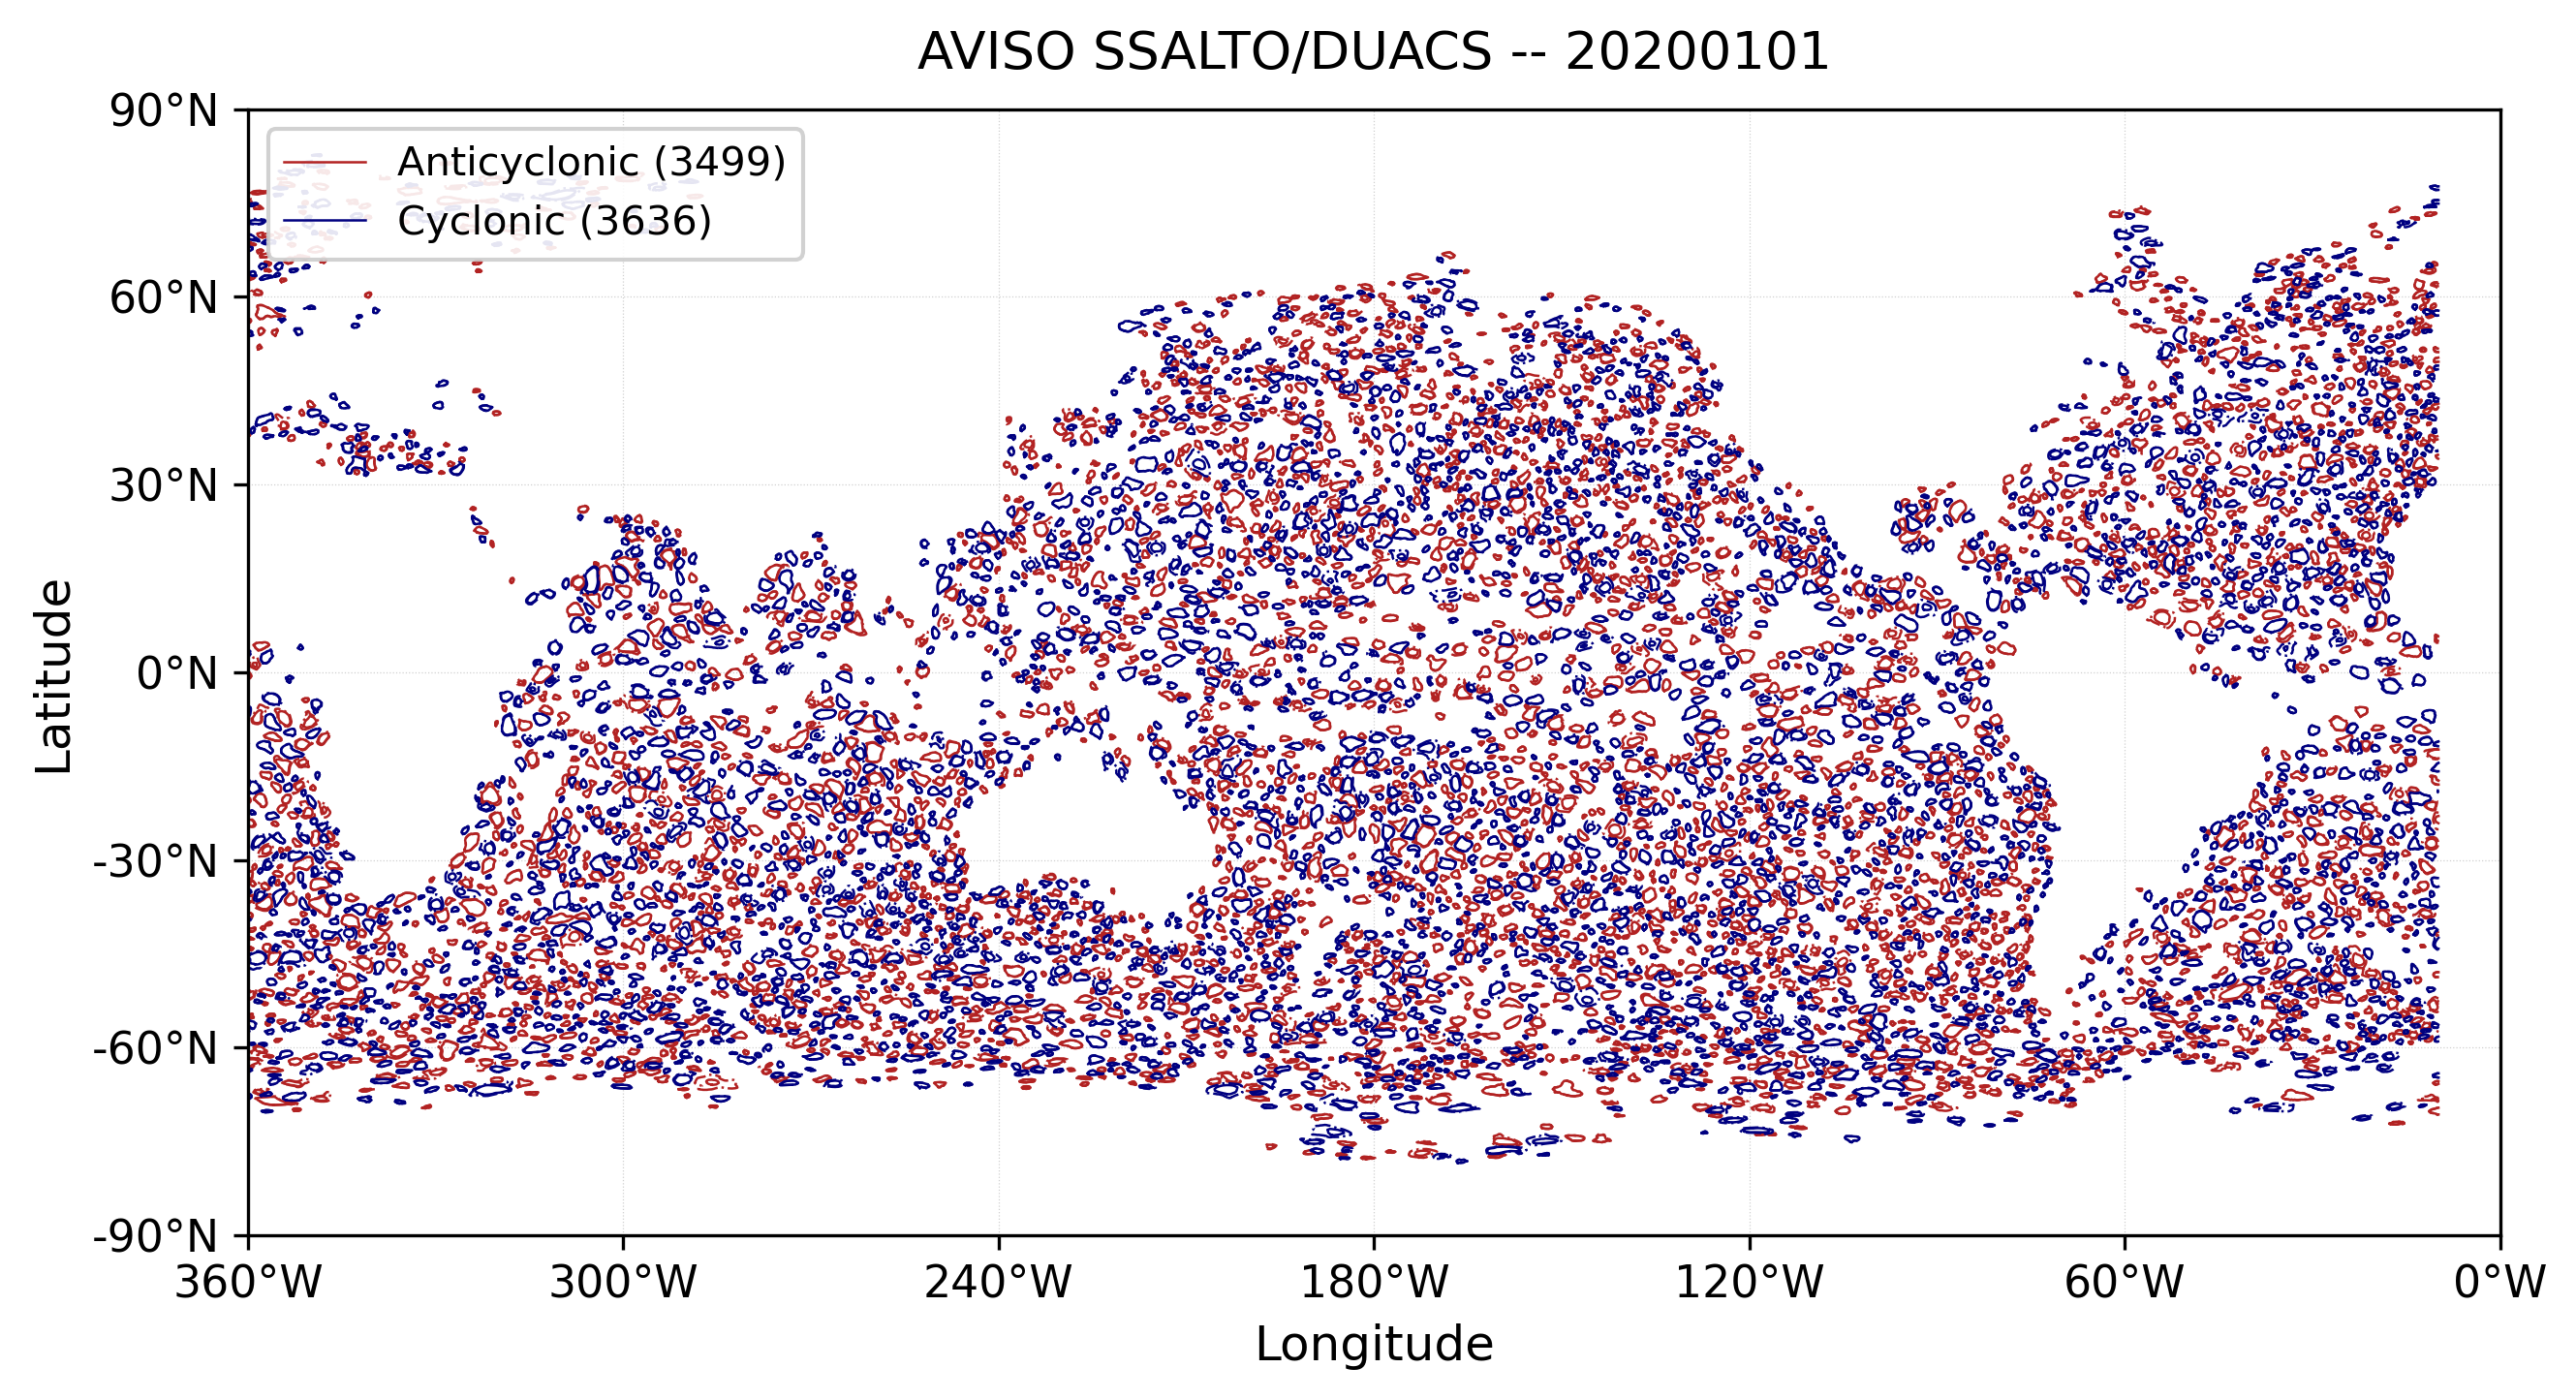 AVISO SSALTO/DUACS -- 20200101
90°N
60°N
30°N
0°N
-30°N
-60°N
-90°N
Latitude
Anticyclonic (3499)
Cyclonic (3636)
360°W 300°W 240°W 180°W 120°W 60°W 0°W
Longitude